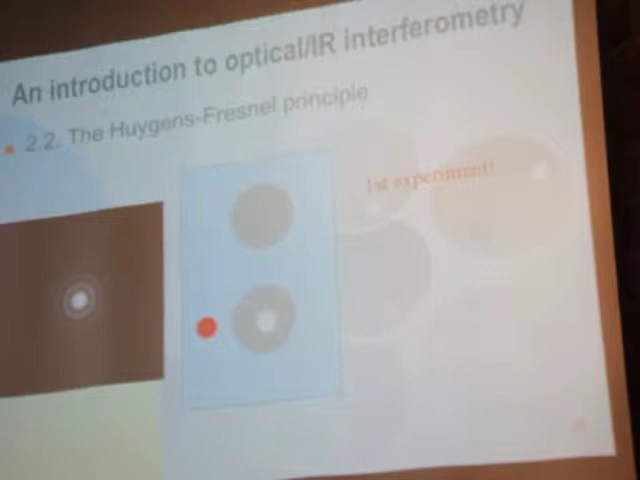 An introduction to optical/IR interferometry
2.2. The Huygens-Fresnel principle
1st experiment!